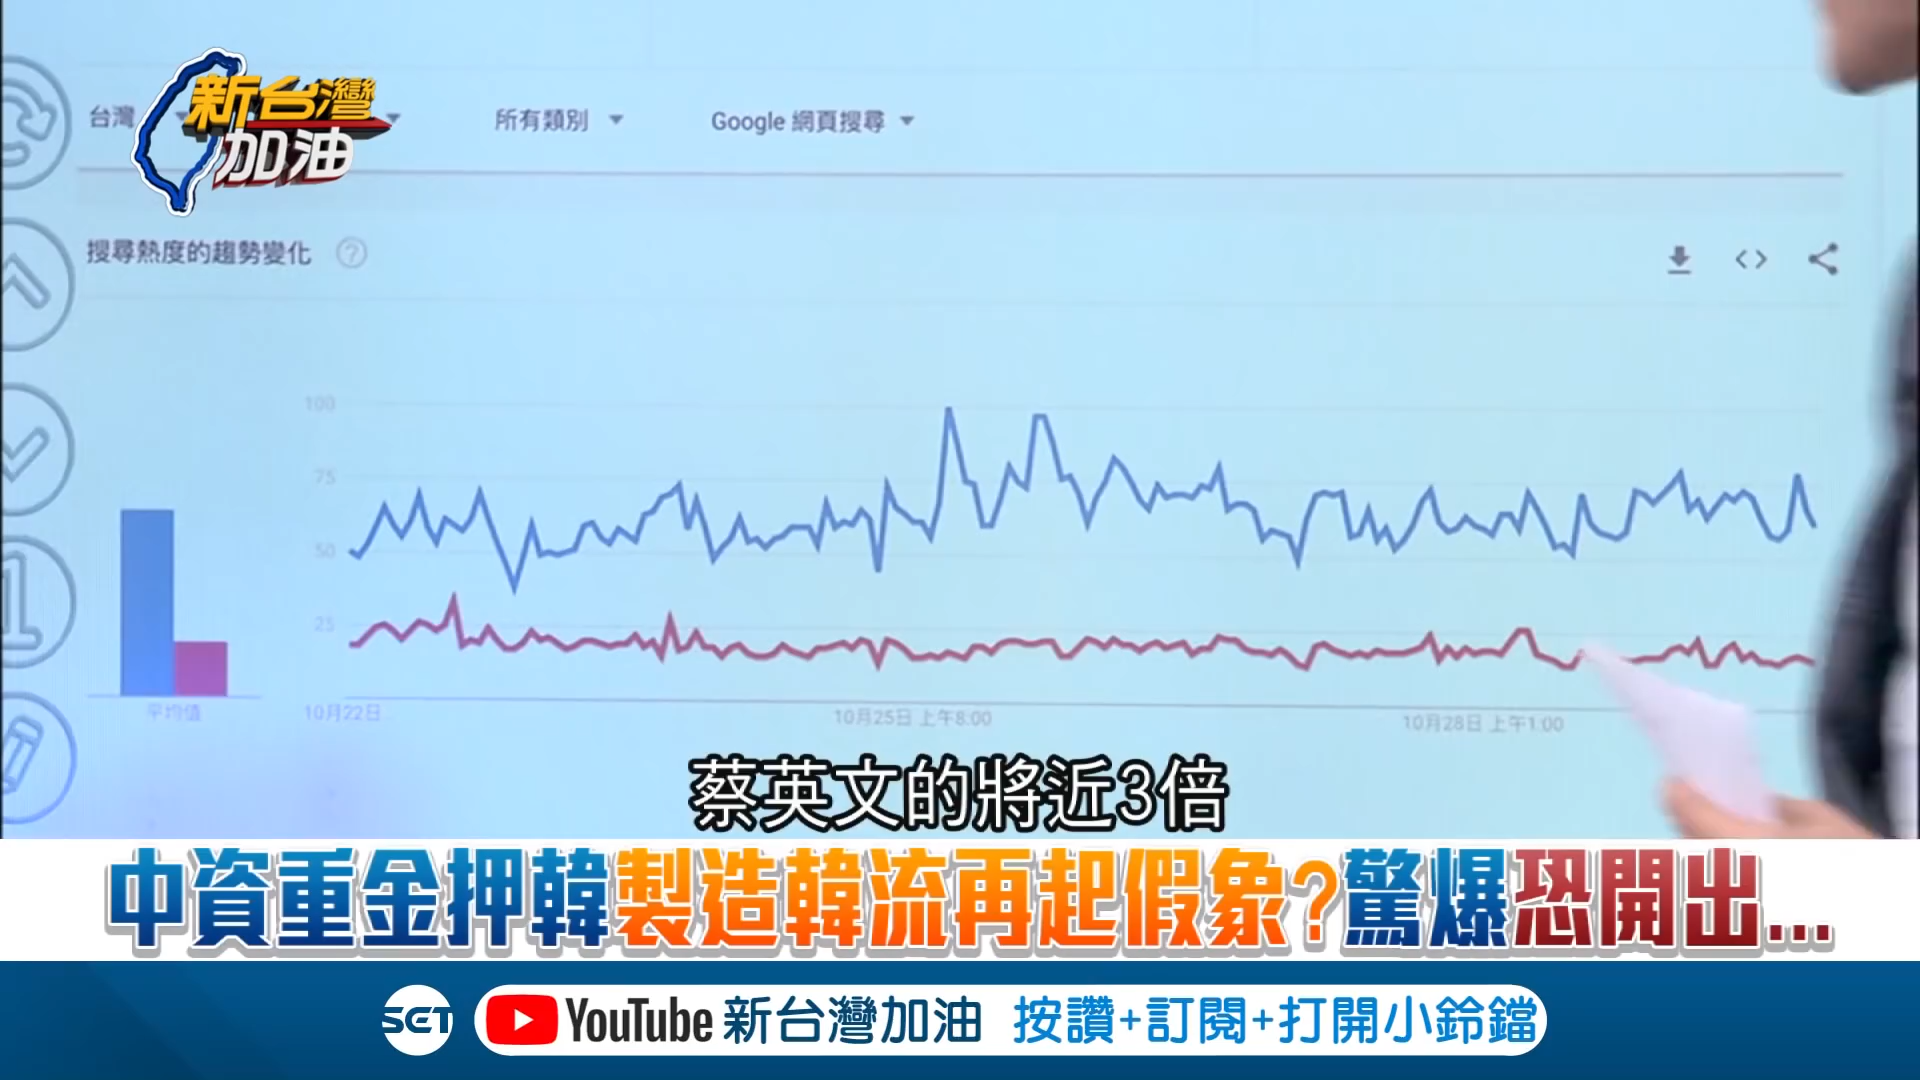 新台灣
加油
台灣
所有類別
Google 網頁搜尋
搜尋熱度的趨勢變化
?
100
75
50
25
平均值
10月22日
10月25日 上午8:00
10月28日 上午1:00
1
蔡英文的將近3倍
中資重金押韓製造韓流再起假象?驚爆恐開出...
SET YouTube 新台灣加油 按讚+訂閱+打開小鈴鐺